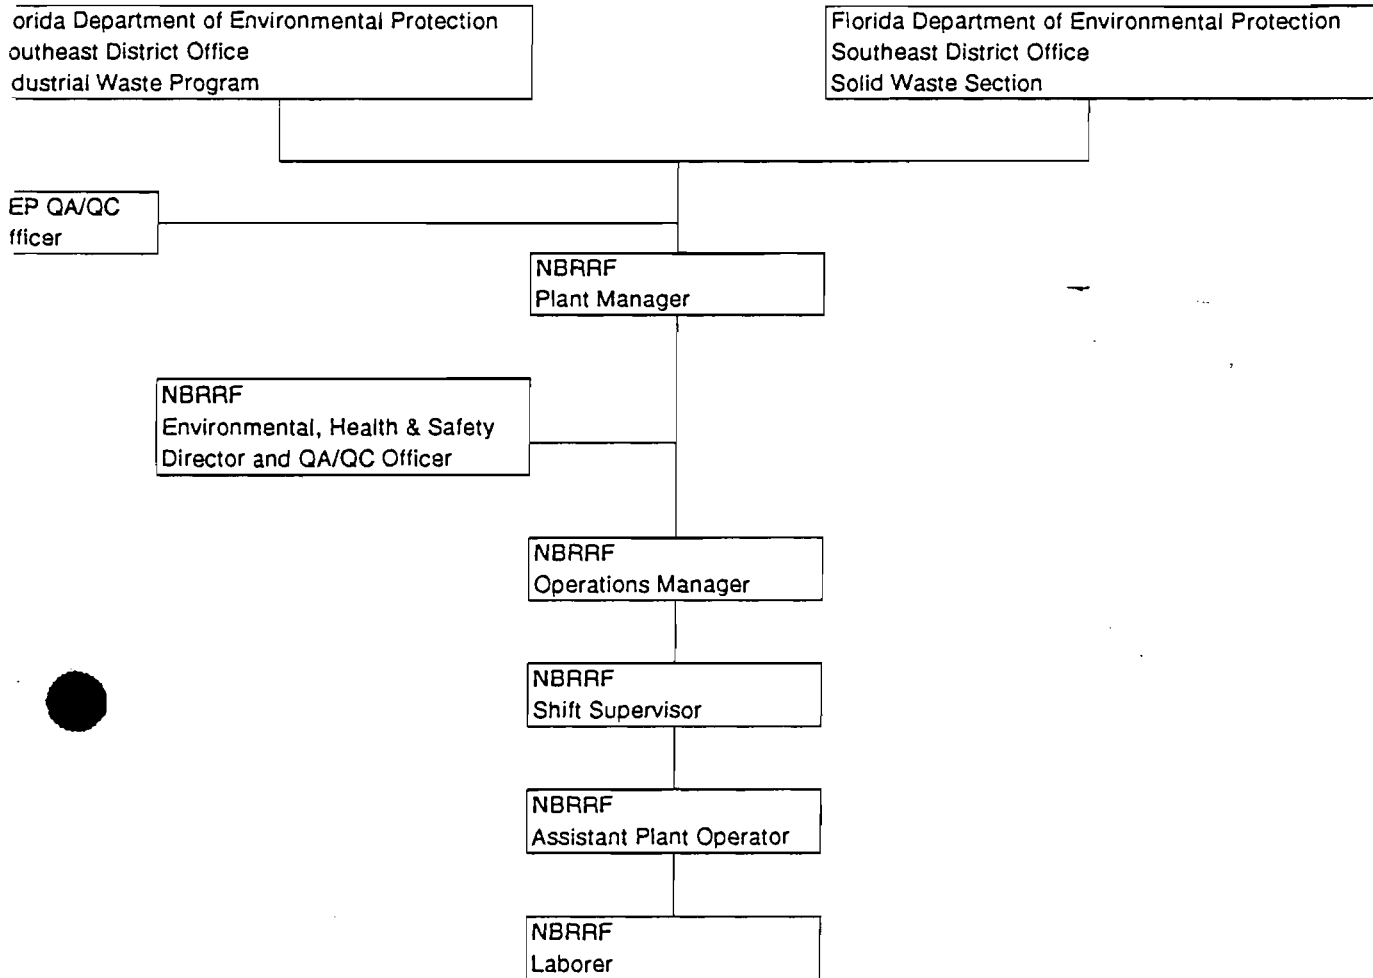 orida Department of Environmental Protection
outheast District Office
dustrial Waste Program
Florida Department of Environmental Protection
Southeast District Office
Solid Waste Section
EP QA/QC
fficer
NBRRF
Plant Manager
NBRRF
Environmental, Health & Safety
Director and QA/QC Officer
NBRRF
Operations Manager
NBRRF
Shift Supervisor
NBRRF
Assistant Plant Operator
NBRRF
Laborer